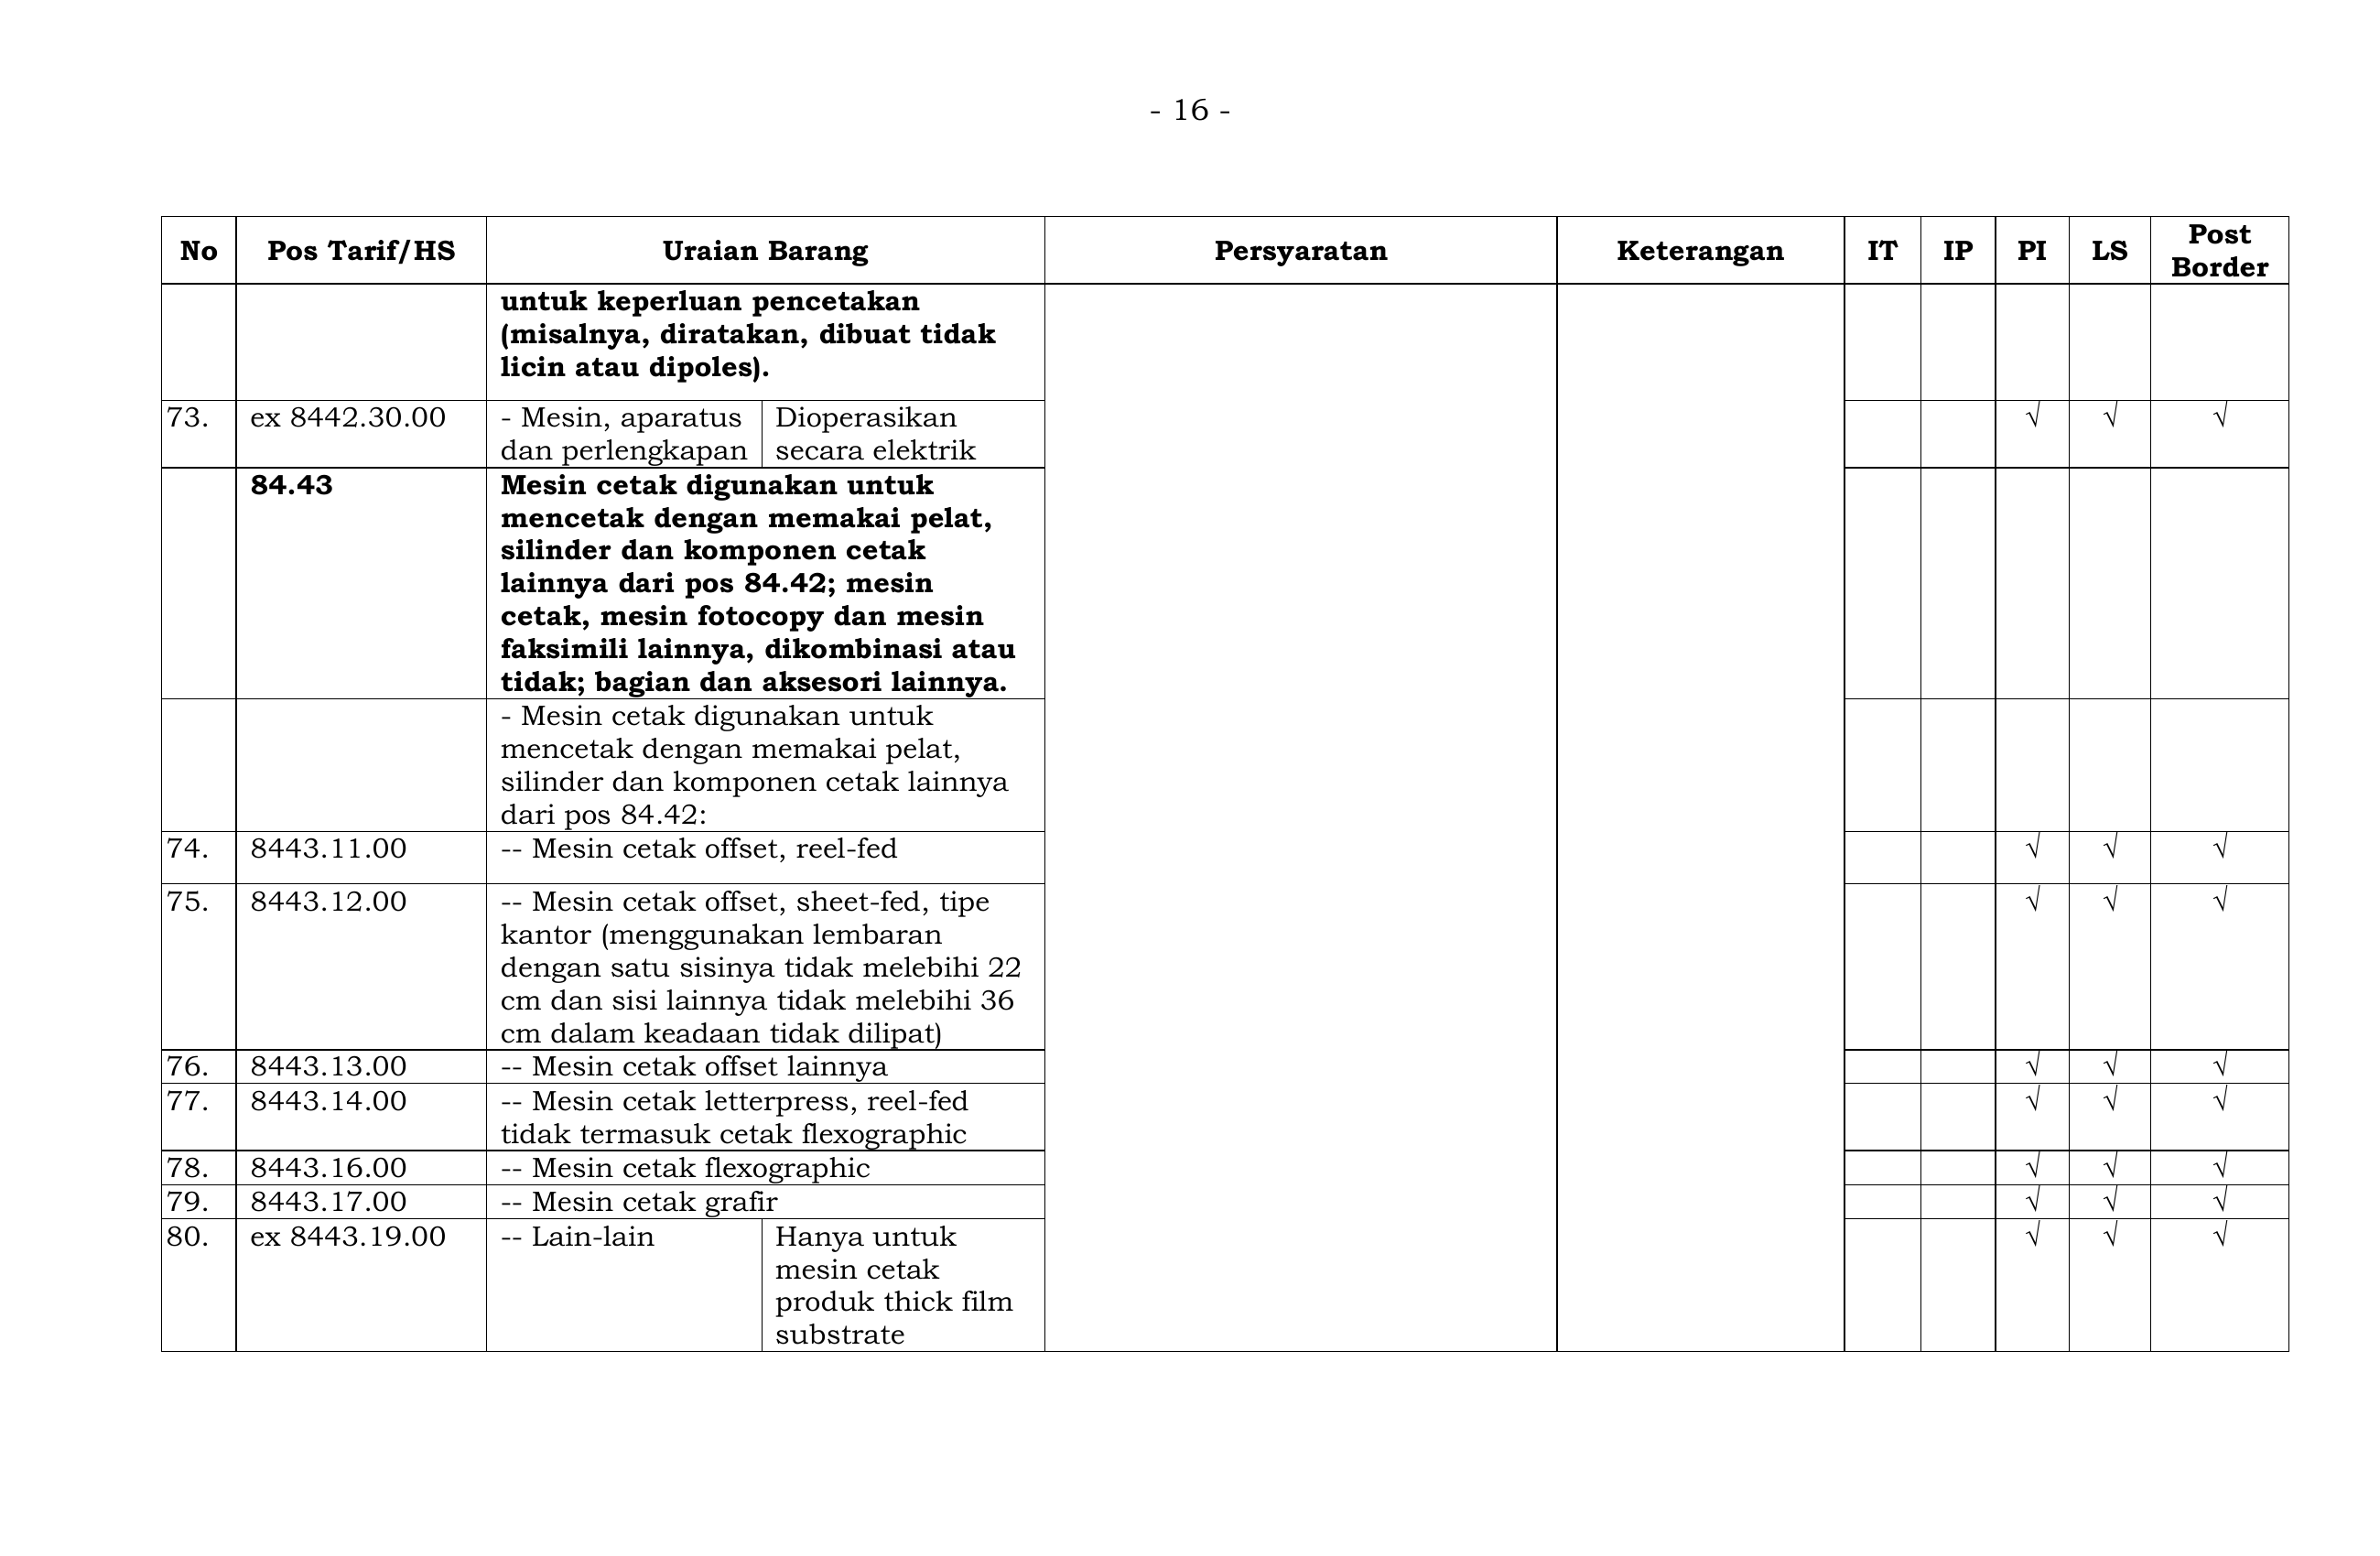 - 16 -
No Pos Tarif/HS Uraian Barang Persyaratan Keterangan IT IP PI LS Post Border
untuk keperluan pencetakan
(misalnya, diratakan, dibuat tidak
licin atau dipoles).
73. ex 8442.30.00 - Mesin, aparatus Dioperasikan √ √ √
dan perlengkapan secara elektrik
84.43 Mesin cetak digunakan untuk
mencetak dengan memakai pelat,
silinder dan komponen cetak
lainnya dari pos 84.42; mesin
cetak, mesin fotocopy dan mesin
faksimili lainnya, dikombinasi atau
tidak; bagian dan aksesori lainnya.
- Mesin cetak digunakan untuk
mencetak dengan memakai pelat,
silinder dan komponen cetak lainnya
dari pos 84.42:
74. 8443.11.00 -- Mesin cetak offset, reel-fed √ √ √
75. 8443.12.00 -- Mesin cetak offset, sheet-fed, tipe √ √ √
kantor (menggunakan lembaran
dengan satu sisinya tidak melebihi 22
cm dan sisi lainnya tidak melebihi 36
cm dalam keadaan tidak dilipat)
76. 8443.13.00 -- Mesin cetak offset lainnya √ √ √
77. 8443.14.00 -- Mesin cetak letterpress, reel-fed √ √ √
tidak termasuk cetak flexographic
78. 8443.16.00 -- Mesin cetak flexographic √ √ √
79. 8443.17.00 -- Mesin cetak grafir √ √ √
80. ex 8443.19.00 -- Lain-lain Hanya untuk √ √ √
mesin cetak
produk thick film
substrate